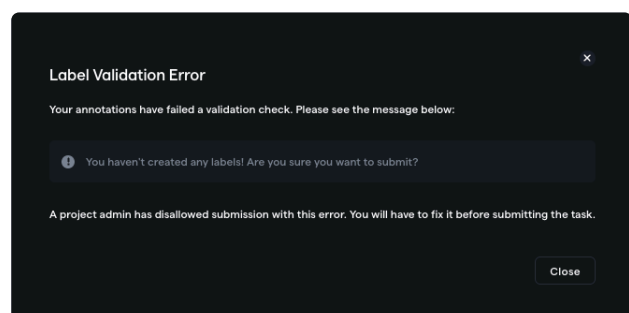 Label Validation Error
Your annotations have failed a validation check. Please see the message below:
You haven't created any labels! Are you sure you want to submit?
A project admin has disallowed submission with this error. You will have to fix it before submitting the task.
Close